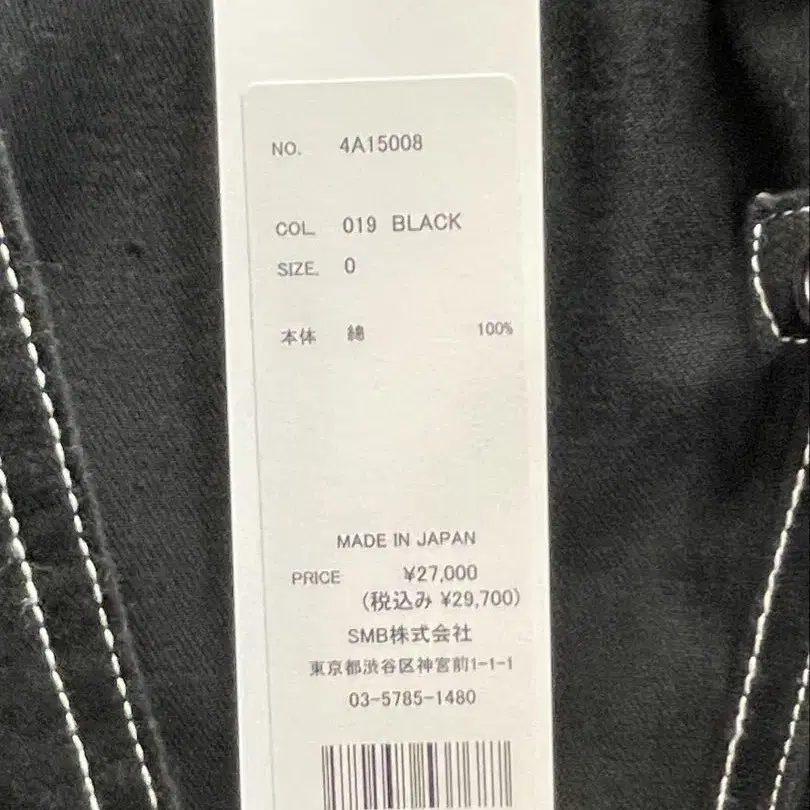 NO. 4A15008
COL. 019 BLACK
SIZE. 0
本体 綿 100%
MADE IN JAPAN
PRICE ¥27,000
(税込み ¥29,700)
SMB株式会社
東京都渋谷区神宮前1-1-1
03-5785-1480